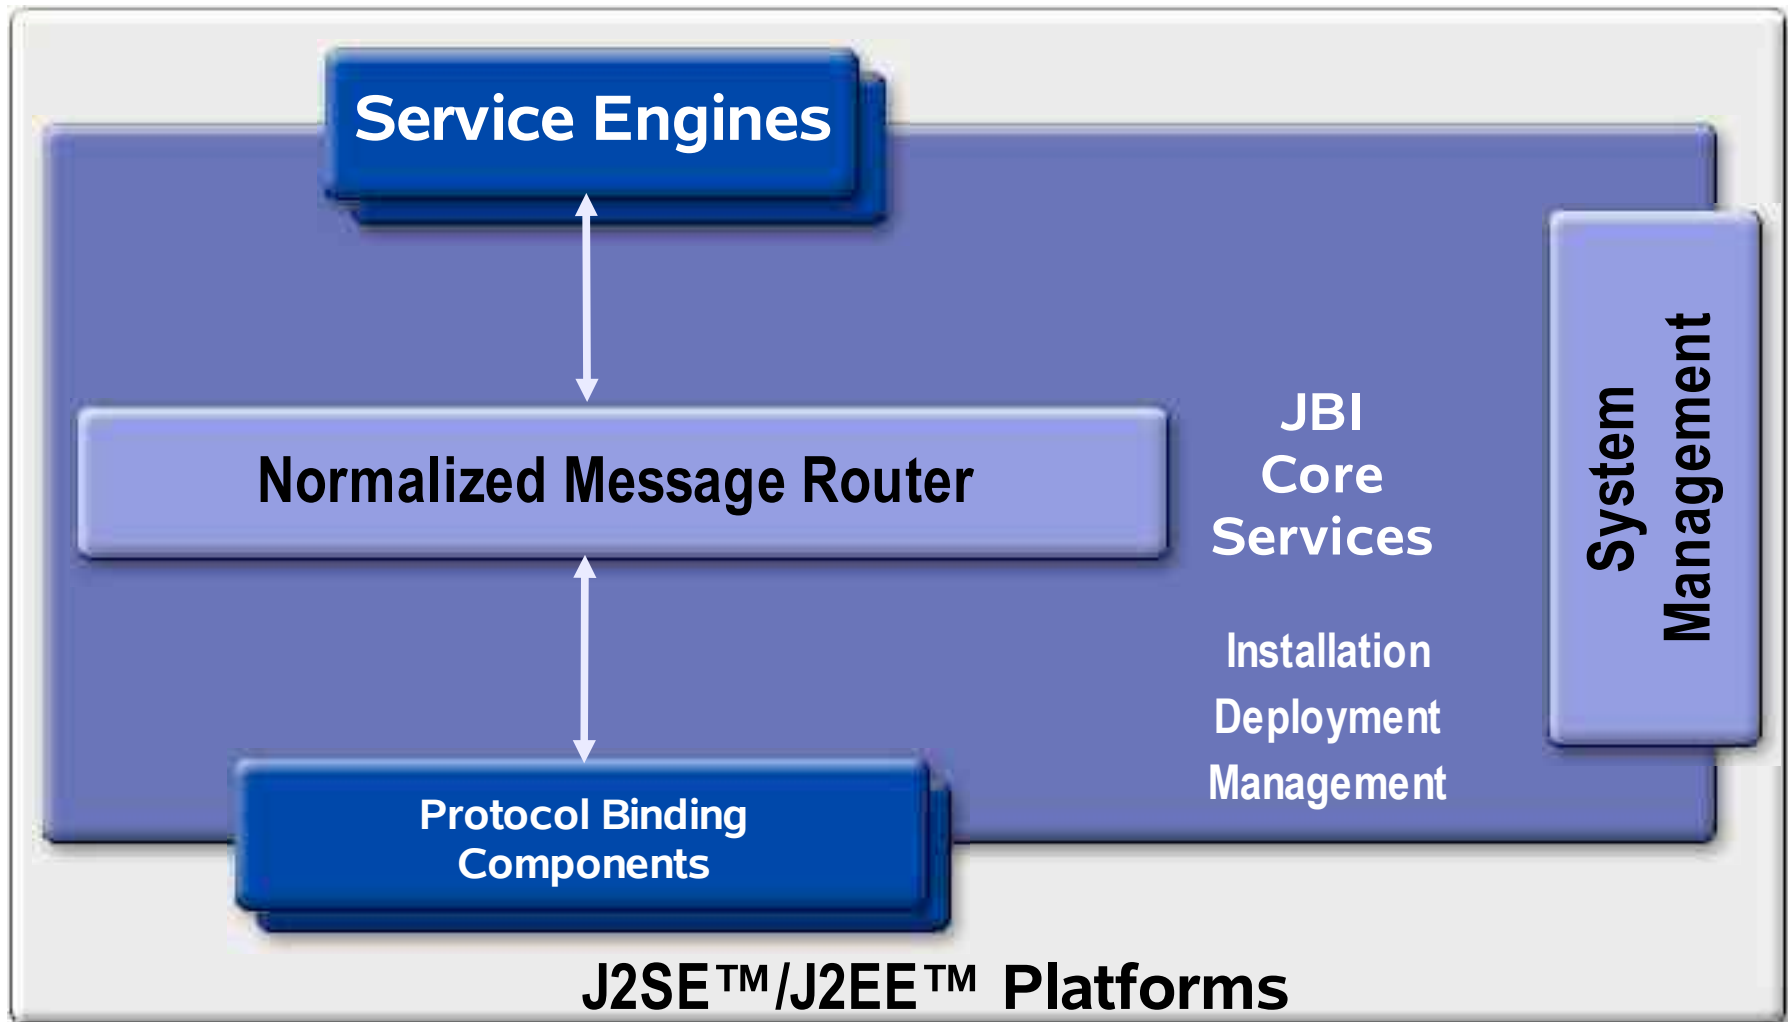 Service Engines
Normalized Message Router
JBI
Core
Services
Installation
Deployment
Management
System
Management
Protocol Binding
Components
J2SE™/J2EE™ Platforms